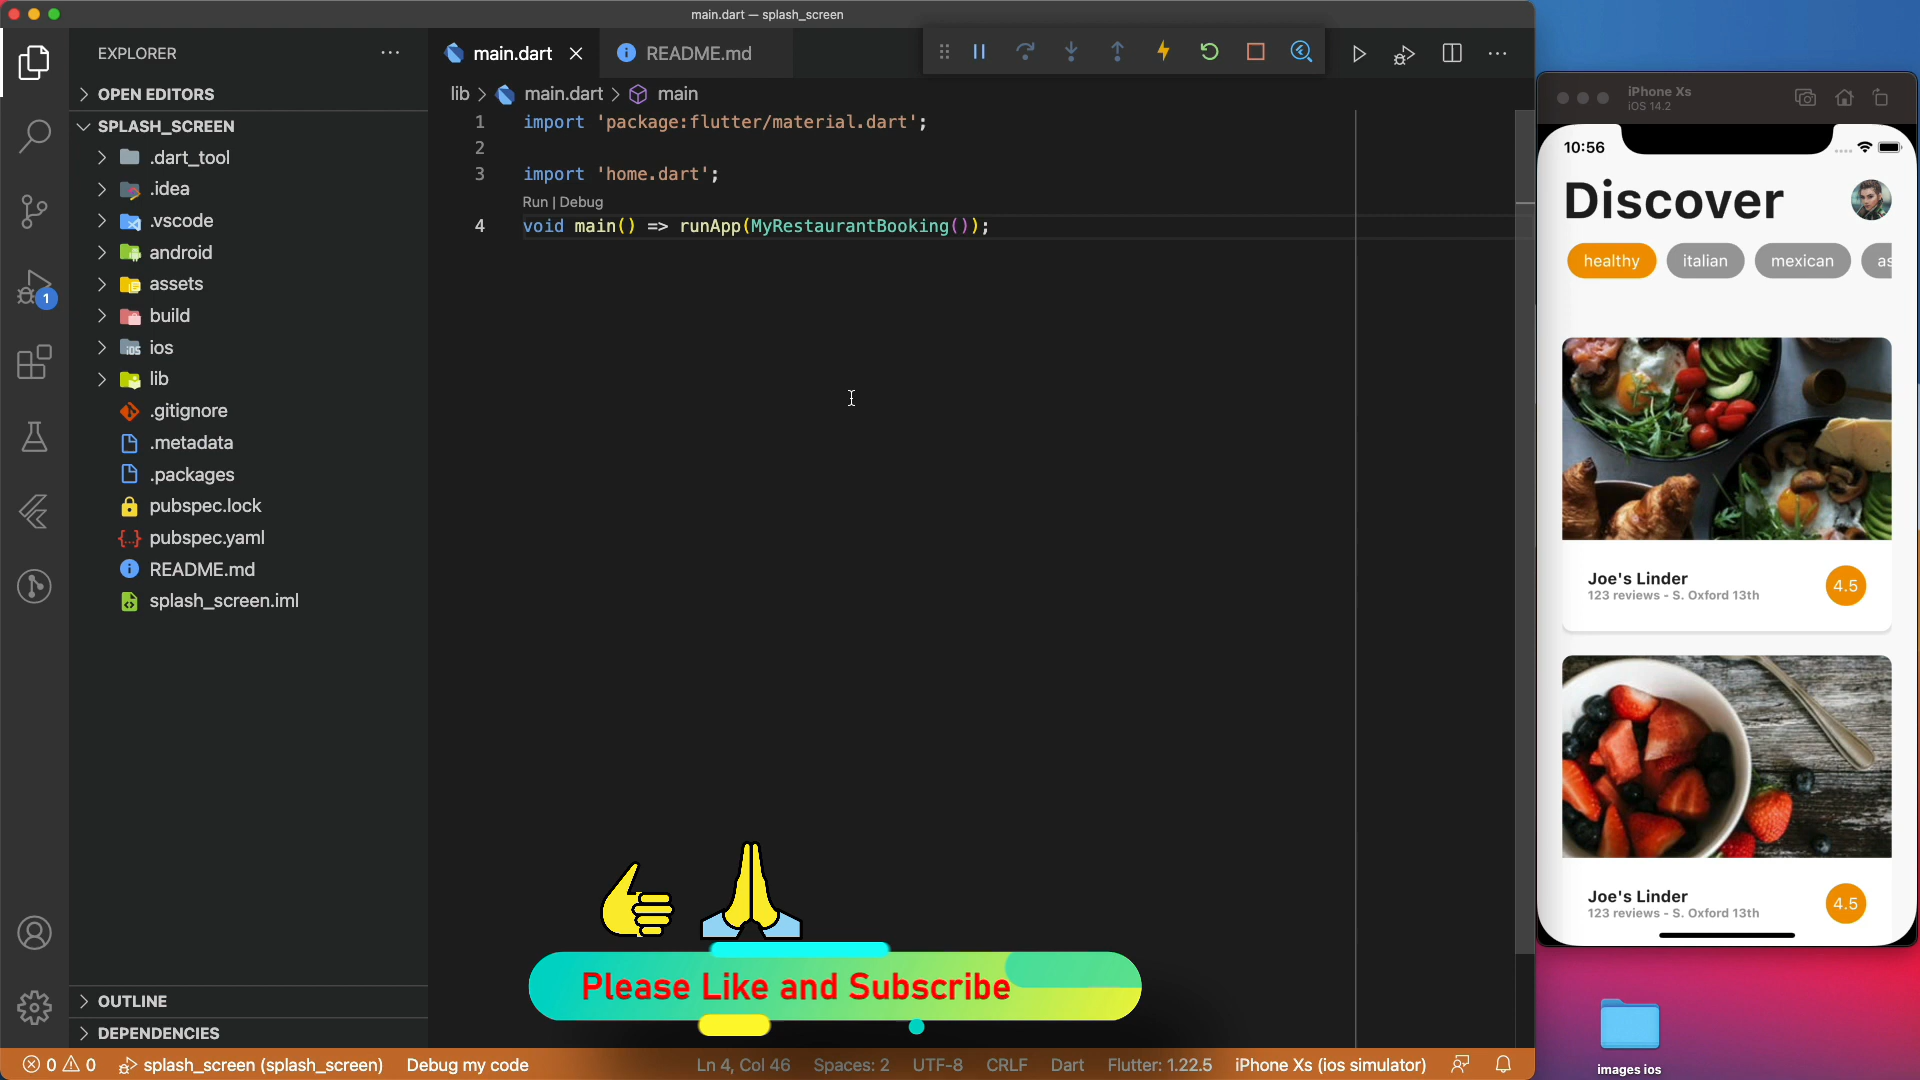 main.dart — splash_screen
EXPLORER
OPEN EDITORS
SPLASH_SCREEN
.dart_tool
.idea
.vscode
android
assets
build
ios
lib
.gitignore
.metadata
.packages
pubspec.lock
pubspec.yaml
README.md
splash_screen.iml
OUTLINE
DEPENDENCIES
1
main.dart
README.md
lib > main.dart > main
1 import 'package:flutter/material.dart';
2
3 import 'home.dart';
Run | Debug
4 void main() => runApp(MyRestaurantBooking());
Please Like and Subscribe
0 0 splash_screen (splash_screen) Debug my code Ln 4, Col 46 Spaces: 2 UTF-8 CRLF Dart Flutter: 1.22.5 iPhone Xs (ios simulator)
iPhone Xs
iOS 14.2
10:56
Discover
healthy italian mexican as
Joe's Linder
123 reviews - S. Oxford 13th
4.5
Joe's Linder
123 reviews - S. Oxford 13th
4.5
images ios